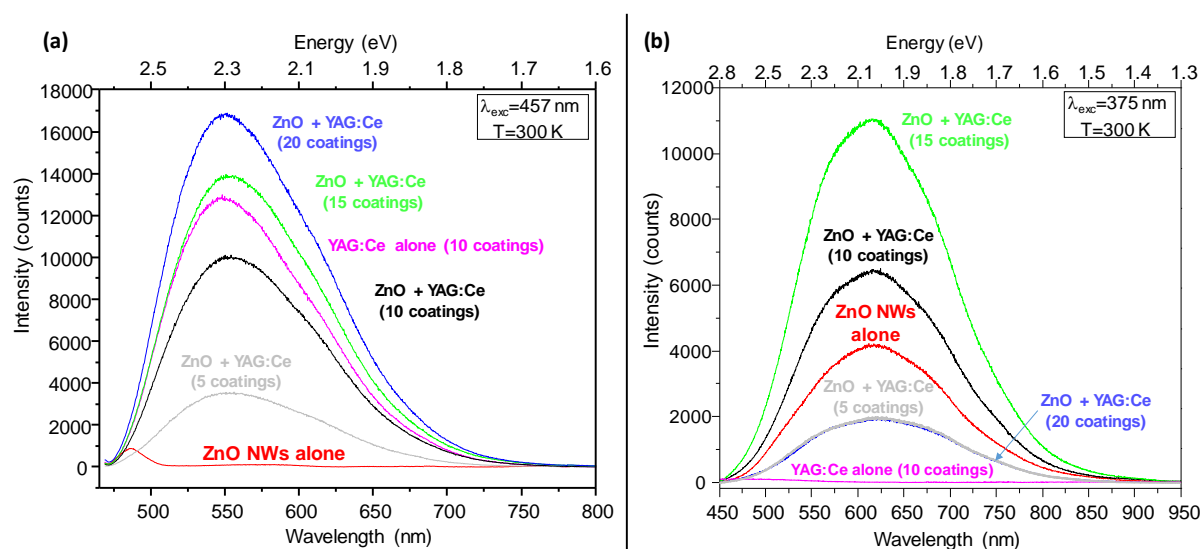 (a)
Energy (eV)
2.5 2.3 2.1 1.9 1.8 1.7 1.6
18000
16000
14000
12000
10000
8000
6000
4000
2000
0
Intensity (counts)
λexc=457 nm
T=300 K
ZnO + YAG:Ce
(20 coatings)
ZnO + YAG:Ce
(15 coatings)
YAG:Ce alone (10 coatings)
ZnO + YAG:Ce
(10 coatings)
ZnO + YAG:Ce
(5 coatings)
ZnO NWs alone
500 550 600 650 700 750 800
Wavelength (nm)
(b)
Energy (eV)
2.8 2.5 2.3 2.1 1.9 1.8 1.7 1.6 1.5 1.4 1.3
12000
10000
8000
6000
4000
2000
0
Intensity (counts)
λexc=375 nm
T=300 K
ZnO + YAG:Ce
(15 coatings)
ZnO + YAG:Ce
(10 coatings)
ZnO NWs
alone
ZnO + YAG:Ce
(5 coatings)
ZnO + YAG:Ce
(20 coatings)
YAG:Ce alone (10 coatings)
450 500 550 600 650 700 750 800 850 900 950
Wavelength (nm)